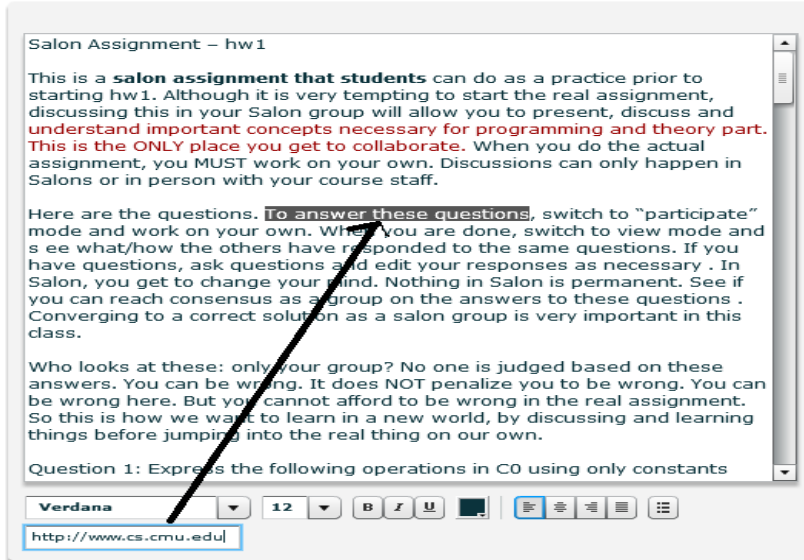 Salon Assignment – hw1
This is a salon assignment that students can do as a practice prior to
starting hw1. Although it is very tempting to start the real assignment,
discussing this in your Salon group will allow you to present, discuss and
understand important concepts necessary for programming and theory part.
This is the ONLY place you get to collaborate. When you do the actual
assignment, you MUST work on your own. Discussions can only happen in
Salons or in person with your course staff.
Here are the questions. To answer these questions, switch to “participate”
mode and work on your own. When you are done, switch to view mode and
s ee what/how the others have responded to the same questions. If you
have questions, ask questions and edit your responses as necessary . In
Salon, you get to change your mind. Nothing in Salon is permanent. See if
you can reach consensus as a group on the answers to these questions .
Converging to a correct solution as a salon group is very important in this
class.
Who looks at these: only your group? No one is judged based on these
answers. You can be wrong. It does NOT penalize you to be wrong. You can
be wrong here. But you cannot afford to be wrong in the real assignment.
So this is how we want to learn in a new world, by discussing and learning
things before jumping into the real thing on our own.
Question 1: Express the following operations in C0 using only constants
Verdana 12 B I U
http://www.cs.cmu.edu